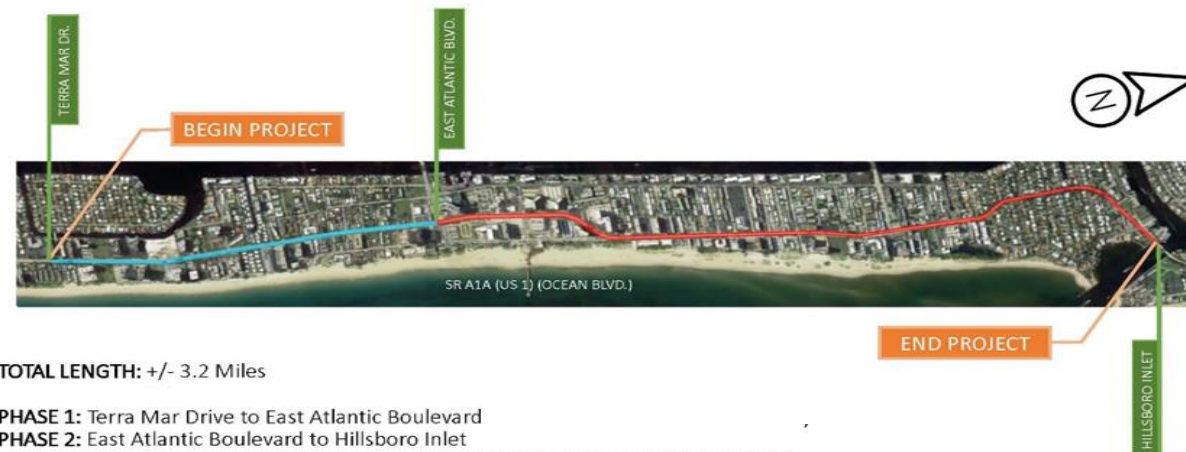 TERRA MAR DR.
EAST ATLANTIC BLVD.
BEGIN PROJECT
N
SR A1A (US 1) (OCEAN BLVD.)
END PROJECT
HILLSBORO INLET
TOTAL LENGTH: +/- 3.2 Miles
PHASE 1: Terra Mar Drive to East Atlantic Boulevard
PHASE 2: East Atlantic Boulevard to Hillsboro Inlet